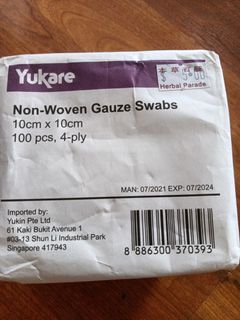 Yukare
$ 5.00
Herbal Parade
Non-Woven Gauze Swabs
10cm x 10cm
100 pcs, 4-ply
MAN: 07/2021 EXP: 07/2024
Imported by:
Yukin Pte Ltd
61 Kaki Bukit Avenue 1
#03-13 Shun Li Industrial Park
Singapore 417943
8 886300 370393